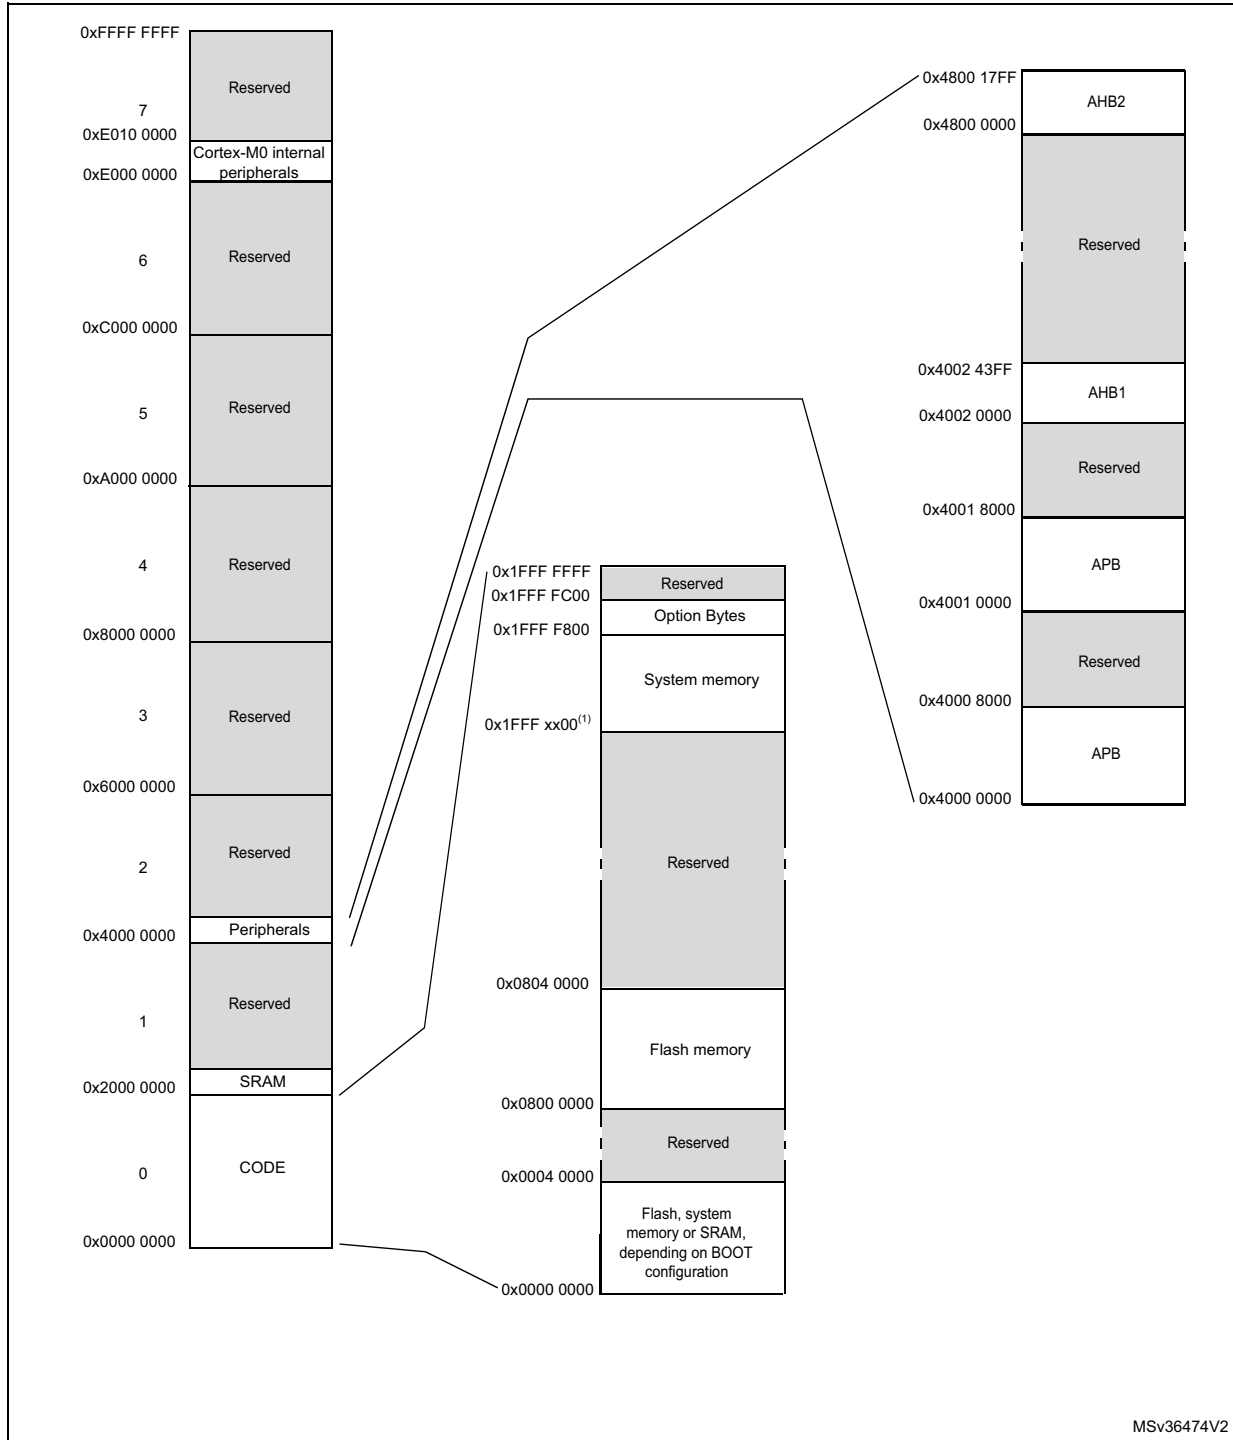 0xFFFF FFFF
Reserved
7
0xE010 0000
Cortex-M0 internal
peripherals
0xE000 0000
Reserved
6
0xC000 0000
Reserved
5
0xA000 0000
Reserved
4
0x8000 0000
Reserved
3
0x6000 0000
Reserved
2
Peripherals
0x4000 0000
Reserved
1
SRAM
0x2000 0000
CODE
0
0x0000 0000
0x1FFF FFFF
Reserved
0x1FFF FC00
Option Bytes
0x1FFF F800
System memory
0x1FFF xx00(1)
Reserved
0x0804 0000
Flash memory
0x0800 0000
Reserved
0x0004 0000
Flash, system
memory or SRAM,
depending on BOOT
configuration
0x0000 0000
0x4800 17FF
AHB2
0x4800 0000
Reserved
0x4002 43FF
AHB1
0x4002 0000
Reserved
0x4001 8000
APB
0x4001 0000
Reserved
0x4000 8000
APB
0x4000 0000
MSv36474V2